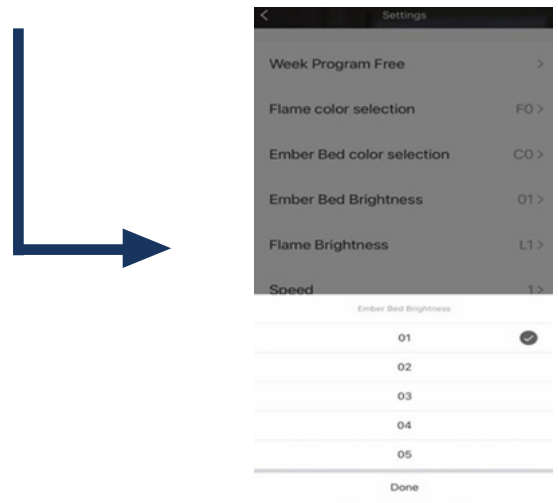 Settings
Week Program Free
Flame color selection F0 >
Ember Bed color selection C0 >
Ember Bed Brightness 01 >
Flame Brightness L1 >
Speed 1 >
Ember Bed Brightness
01
02
03
04
05
Done